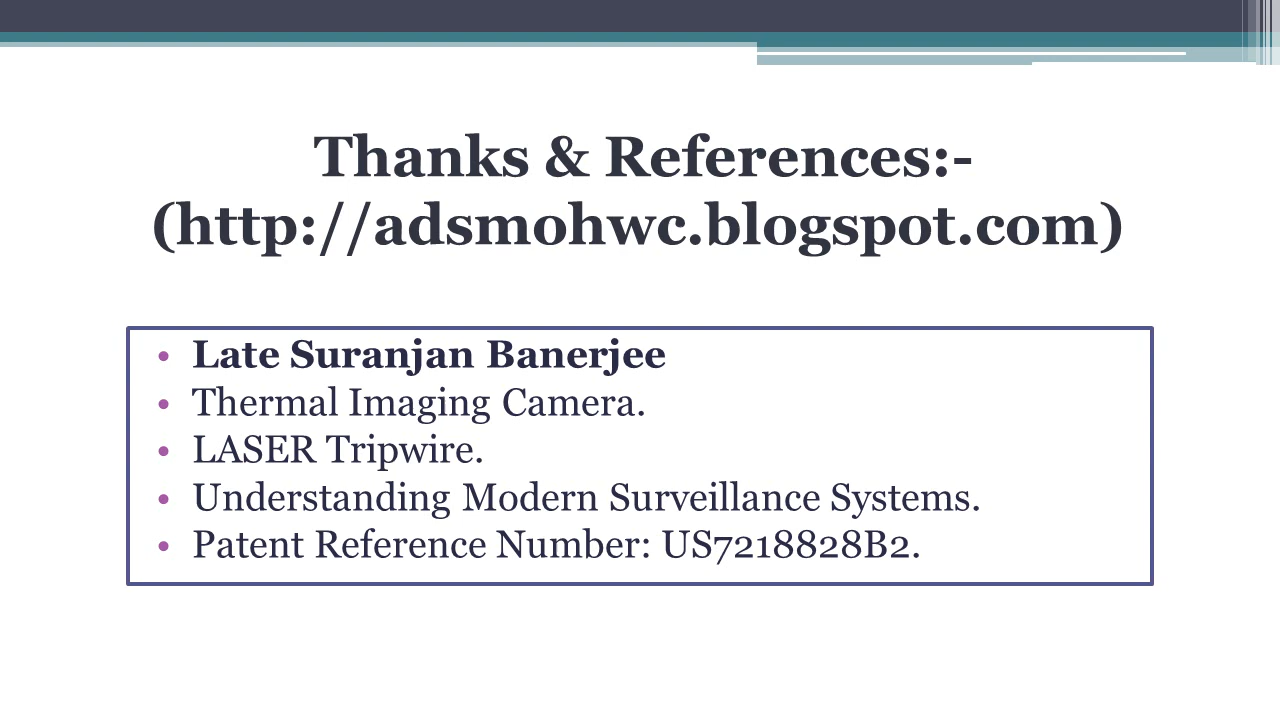 Thanks & References:-
(http://adsmohwc.blogspot.com)
• Late Suranjan Banerjee
• Thermal Imaging Camera.
• LASER Tripwire.
• Understanding Modern Surveillance Systems.
• Patent Reference Number: US7218828B2.